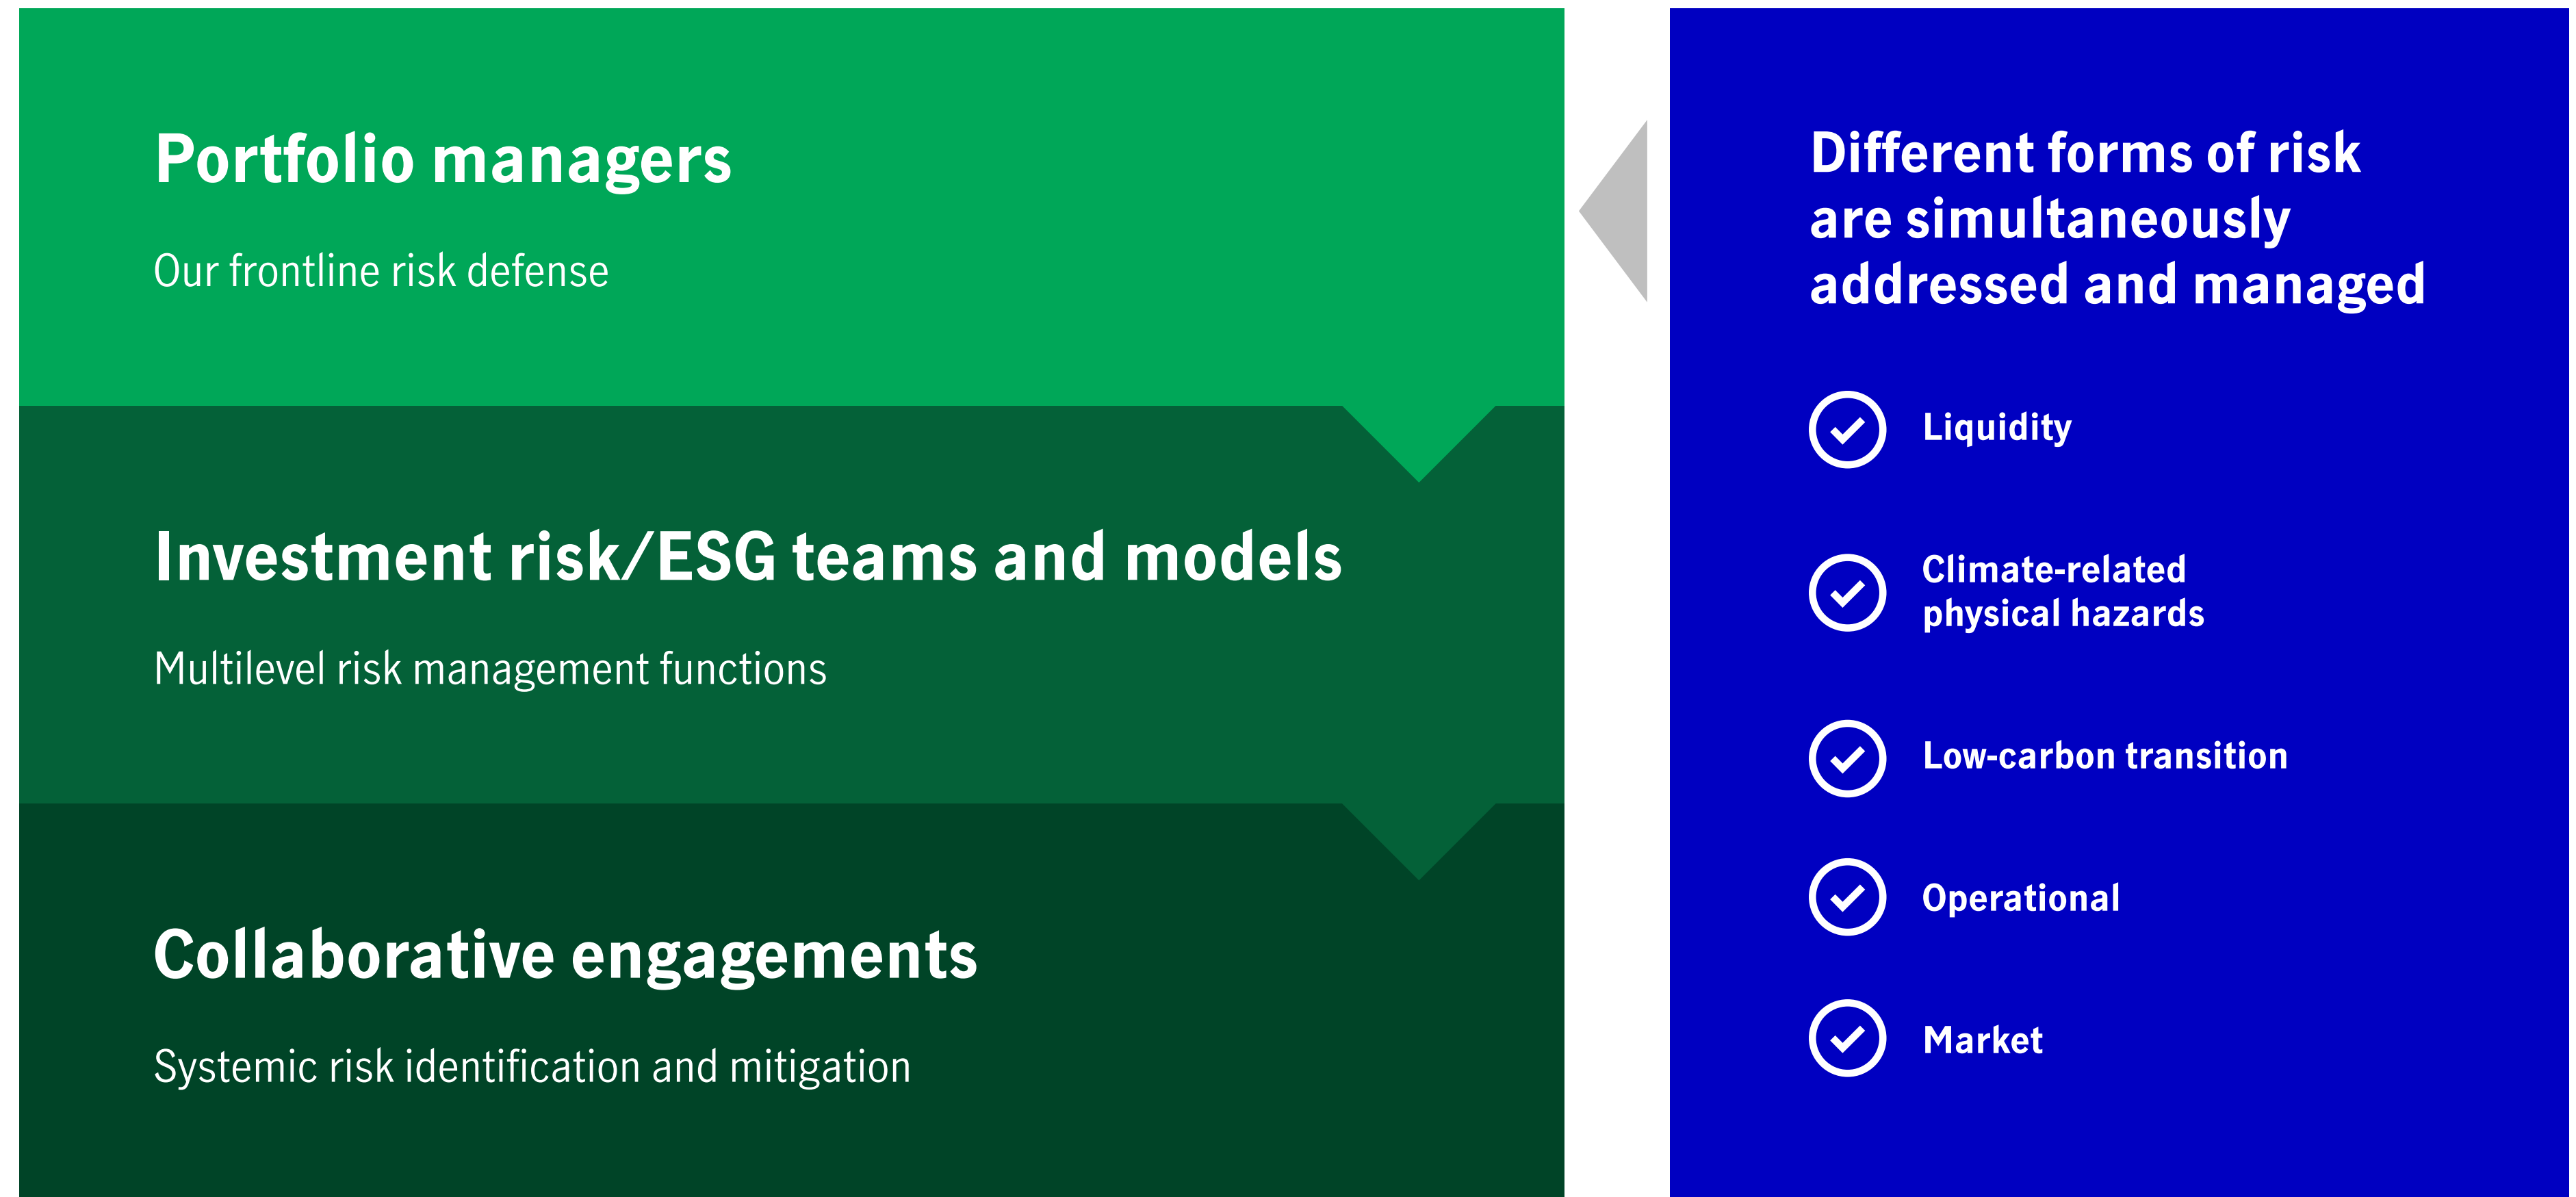 Portfolio managers
Our frontline risk defense
Investment risk/ESG teams and models
Multilevel risk management functions
Collaborative engagements
Systemic risk identification and mitigation
Different forms of risk
are simultaneously
addressed and managed
Liquidity
Climate-related
physical hazards
Low-carbon transition
Operational
Market